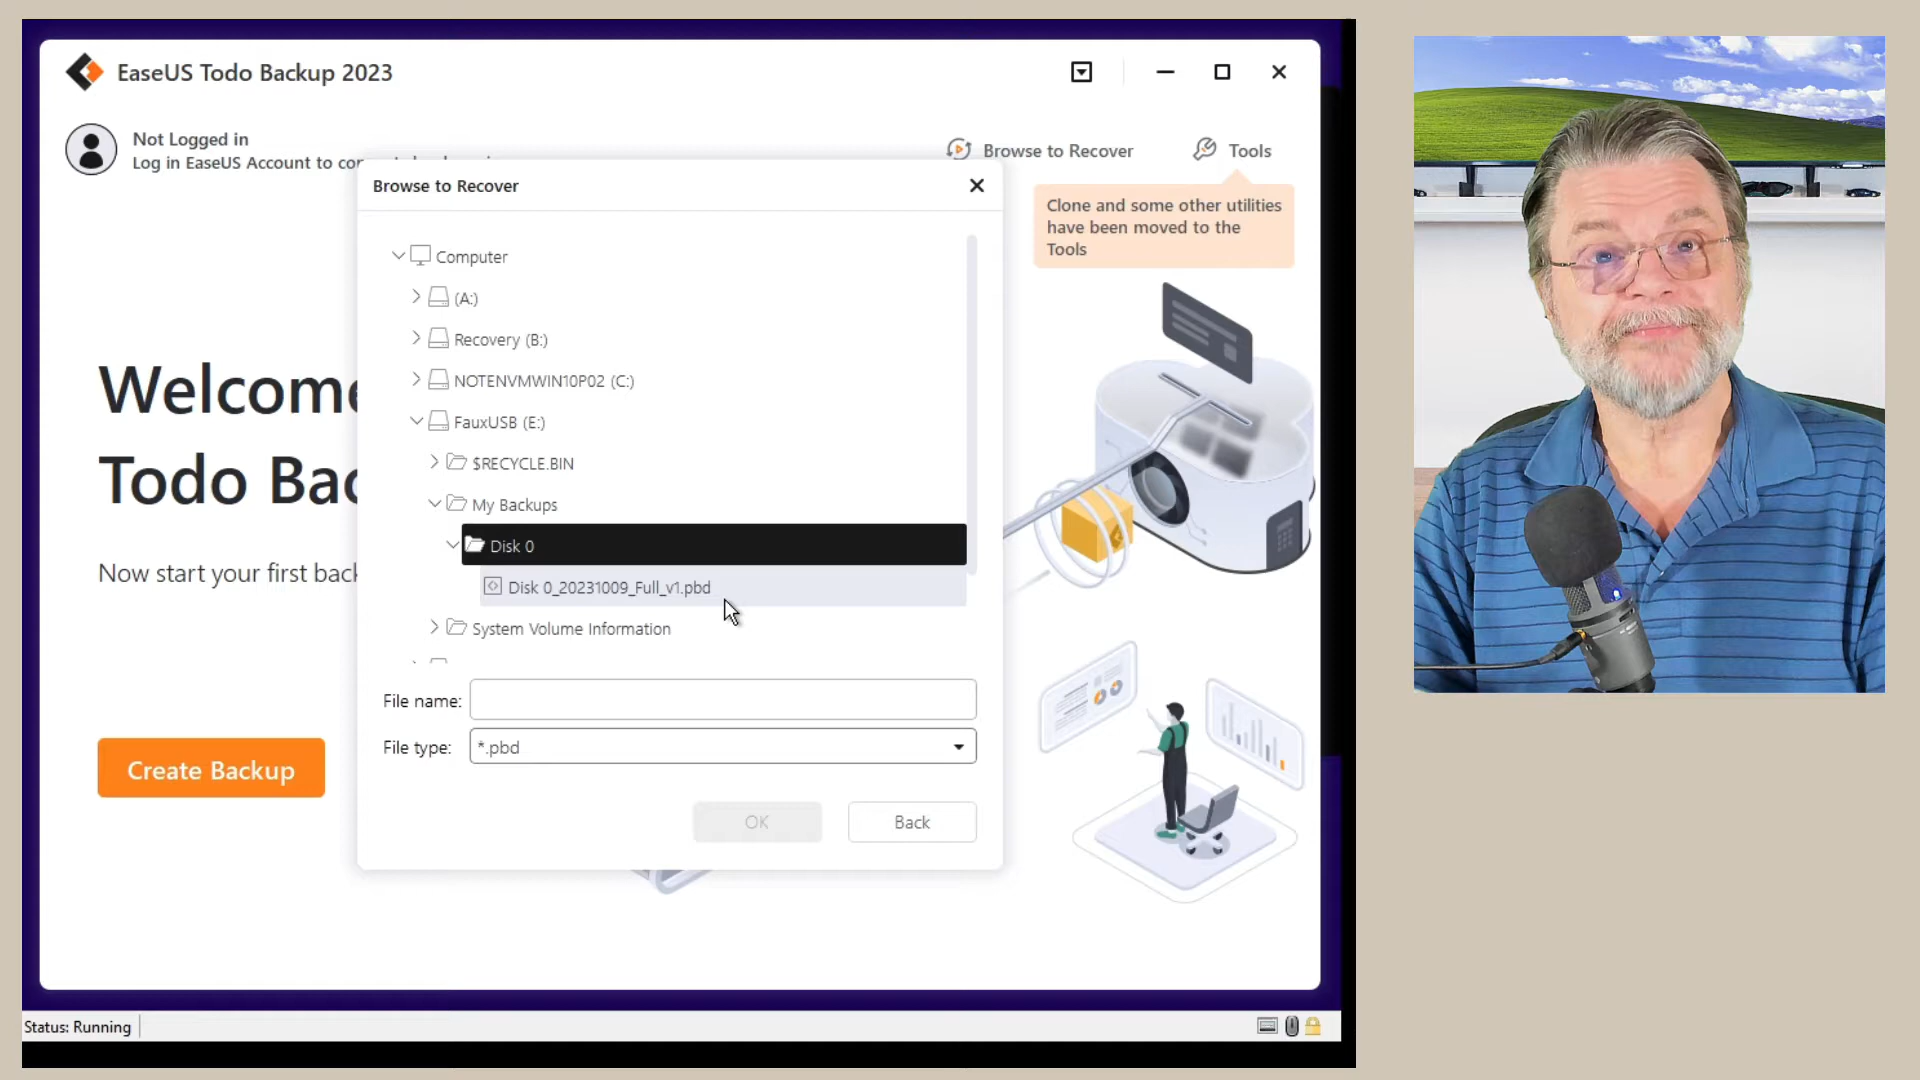 EaseUS Todo Backup 2023
Not Logged in
Log in EaseUS Account to
Browse to Recover
Tools
Clone and some other utilities
have been moved to the
Tools
Browse to Recover
Computer
(A:)
Recovery (B:)
NOTENVMWIN10P02 (C:)
FauxUSB (E:)
$RECYCLE.BIN
My Backups
Disk 0
Disk 0_20231009_Full_v1.pbd
System Volume Information
File name:
File type: *.pbd
OK
Back
Welcome
Todo Bac
Now start your first back
Create Backup
Status: Running